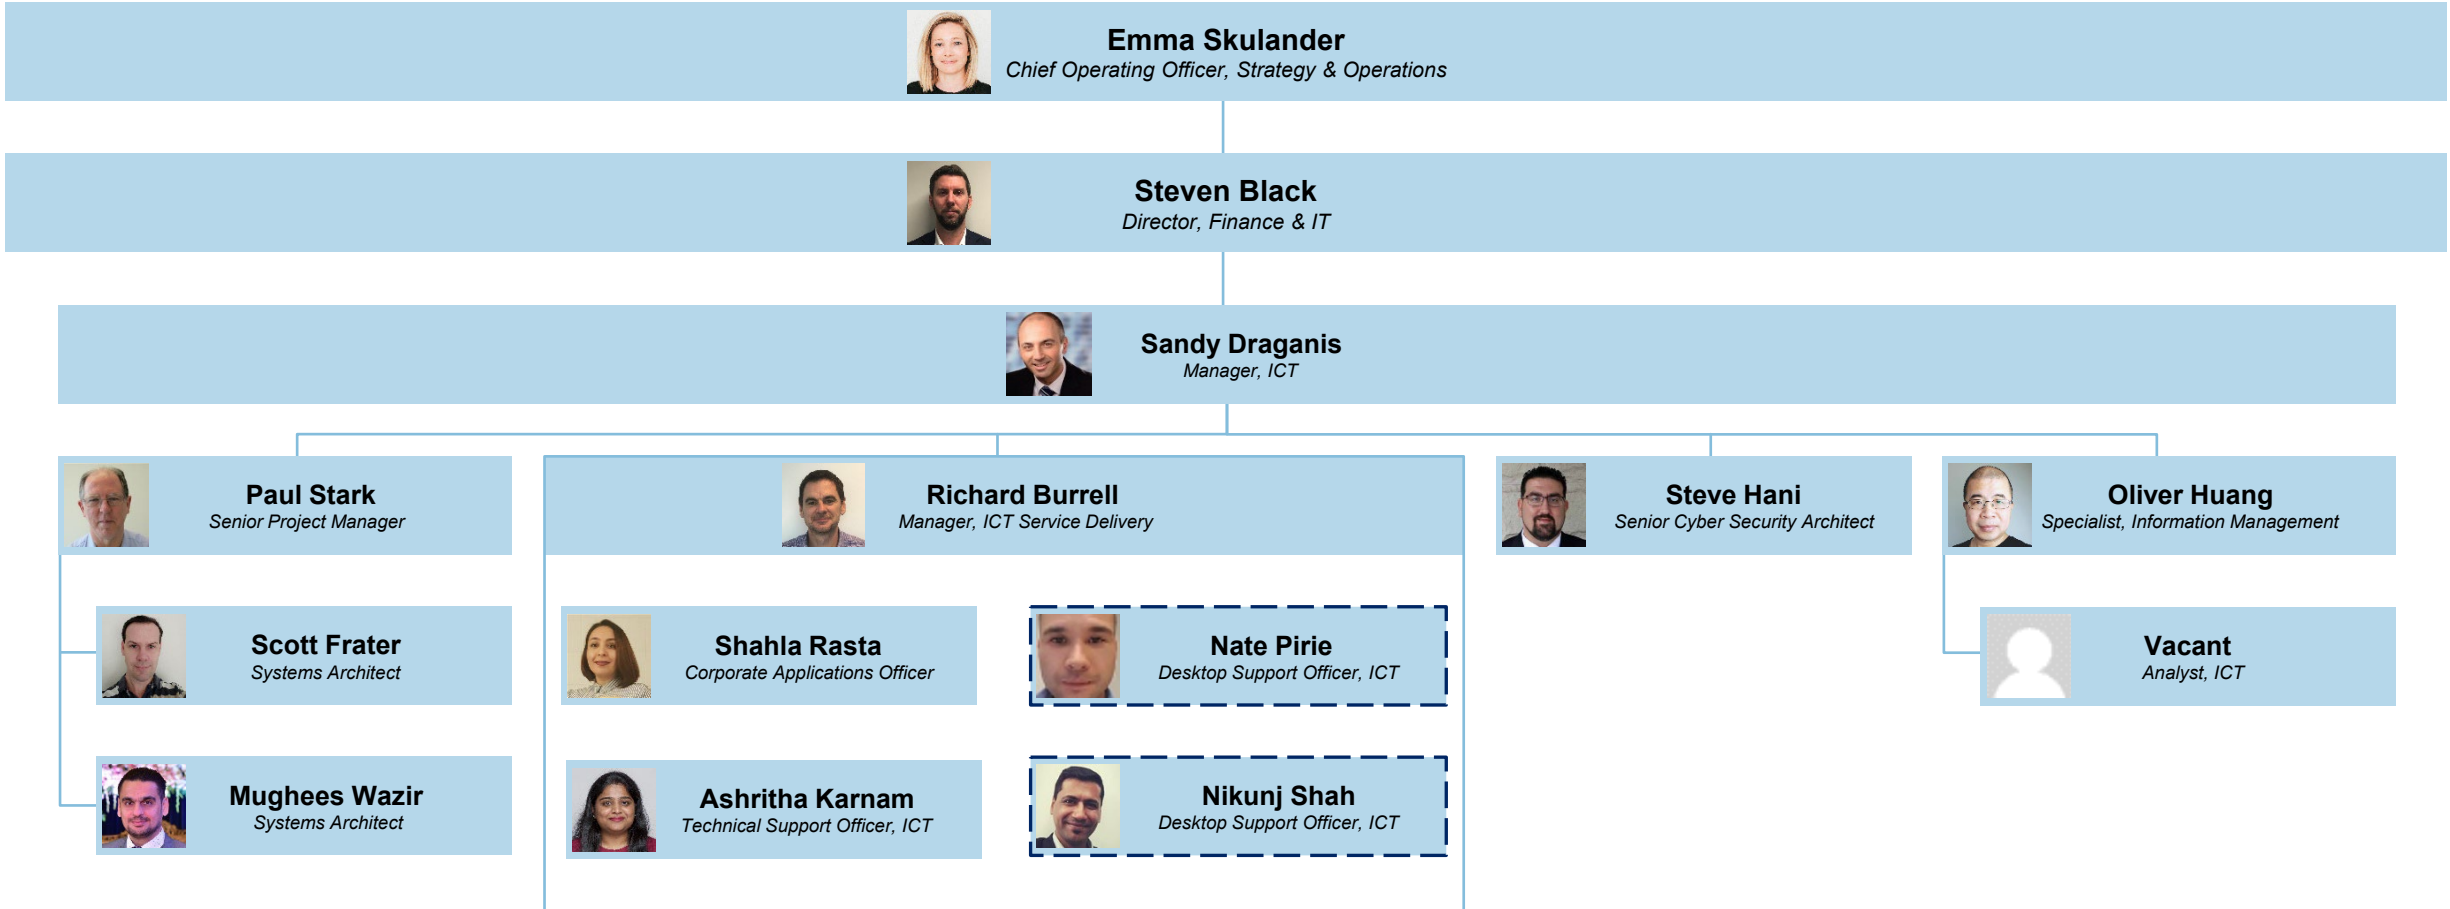 Emma Skulander
Chief Operating Officer, Strategy & Operations
Steven Black
Director, Finance & IT
Sandy Draganis
Manager, ICT
Paul Stark
Senior Project Manager
Richard Burrell
Manager, ICT Service Delivery
Steve Hani
Senior Cyber Security Architect
Oliver Huang
Specialist, Information Management
Scott Frater
Systems Architect
Shahla Rasta
Corporate Applications Officer
Nate Pirie
Desktop Support Officer, ICT
Vacant
Analyst, ICT
Mughees Wazir
Systems Architect
Ashritha Karnam
Technical Support Officer, ICT
Nikunj Shah
Desktop Support Officer, ICT